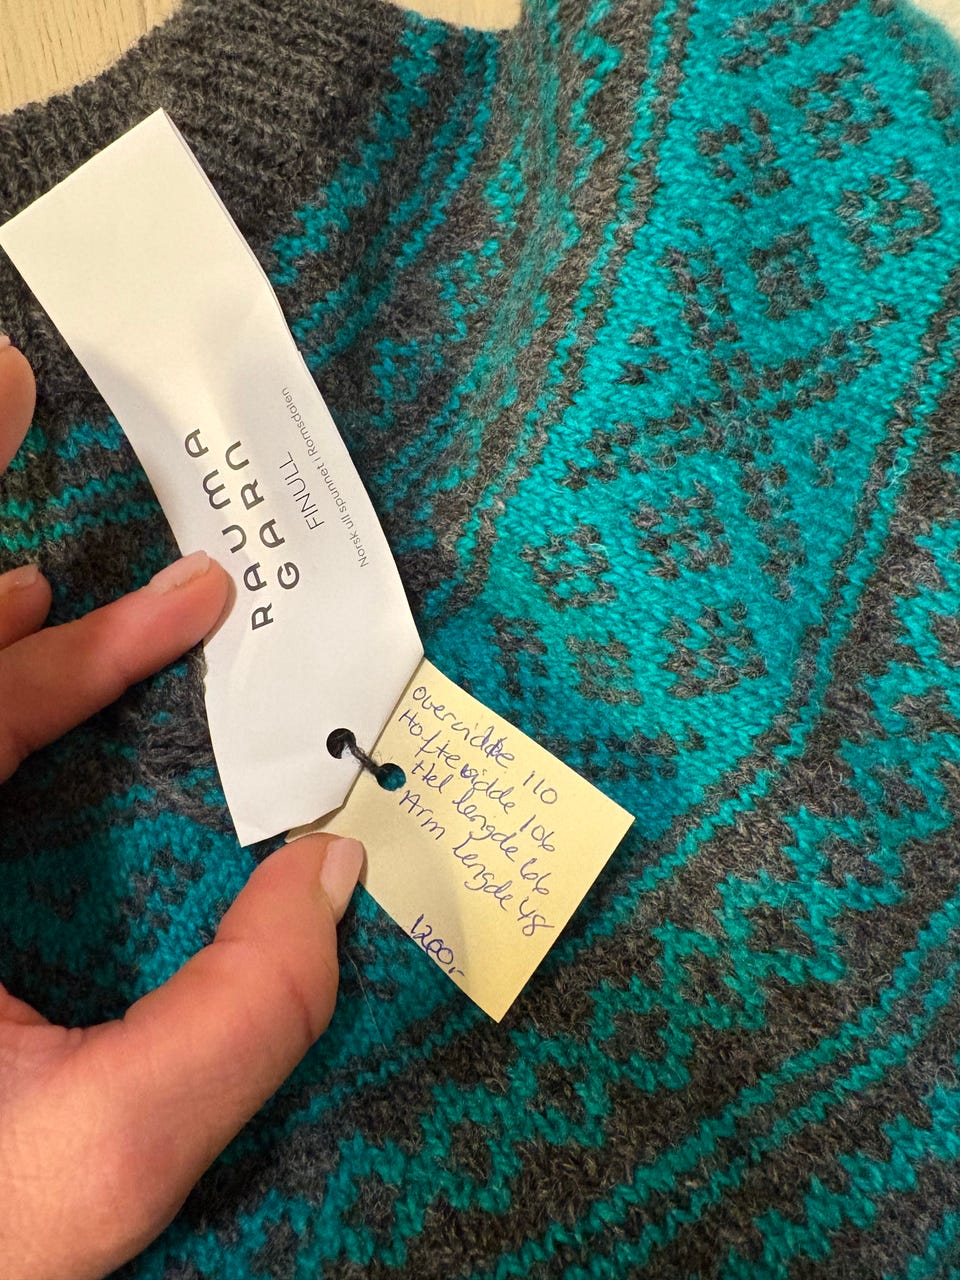 RAUMA
GARN
FINULL
Norsk ull spunnet i Romsdalen
Overvidde 110
Hoftevidde 106
Hel lengde 66
Arm lengde 48
1200,-